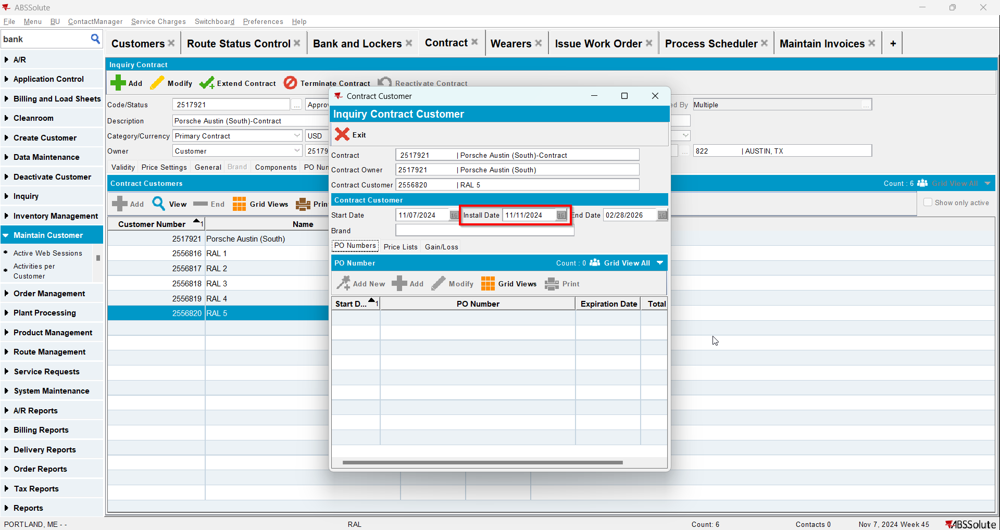 ABSSolute
File Menu BU ContactManager Service Charges Switchboard Preferences Help
bank
Customers Route Status Control Bank and Lockers Contract Wearers Issue Work Order Process Scheduler Maintain Invoices +
A/R
Application Control
Billing and Load Sheets
Cleanroom
Create Customer
Data Maintenance
Deactivate Customer
Inquiry
Inventory Management
Maintain Customer
Active Web Sessions
Activities per
Customer
Order Management
Plant Processing
Product Management
Route Management
Service Requests
System Maintenance
A/R Reports
Billing Reports
Delivery Reports
Order Reports
Tax Reports
Reports
Inquiry Contract
Add Modify Extend Contract Terminate Contract Reactivate Contract
Code/Status 2517921 ... Approv ed By Multiple ...
Description Porsche Austin (South)-Contract
Category/Currency Primary Contract USD
Owner Customer 25179 ... 822 | AUSTIN, TX
Validity Price Settings General Brand Components PO Num
Contract Customers Count : 6 Grid View All
Add View End Grid Views Print Show only active
Customer Number 1 Name
2517921 Porsche Austin (South)
2556816 RAL 1
2556817 RAL 2
2556818 RAL 3
2556819 RAL 4
2556820 RAL 5
Contract Customer
Inquiry Contract Customer
Exit
Contract 2517921 | Porsche Austin (South)-Contract
Contract Owner 2517921 | Porsche Austin (South)
Contract Customer 2556820 | RAL 5
Contract Customer
Start Date 11/07/2024 16 Install Date 11/11/2024 16 End Date 02/28/2026 16
Brand
PO Numbers Price Lists Gain/Loss
PO Number Count : 0 Grid View All
Add New Add Modify Grid Views Print
Start D... 1 PO Number Expiration Date Total
PORTLAND, ME - - RAL Count: 6 Contacts 0 Nov 7, 2024 Week 45 ABSSolute